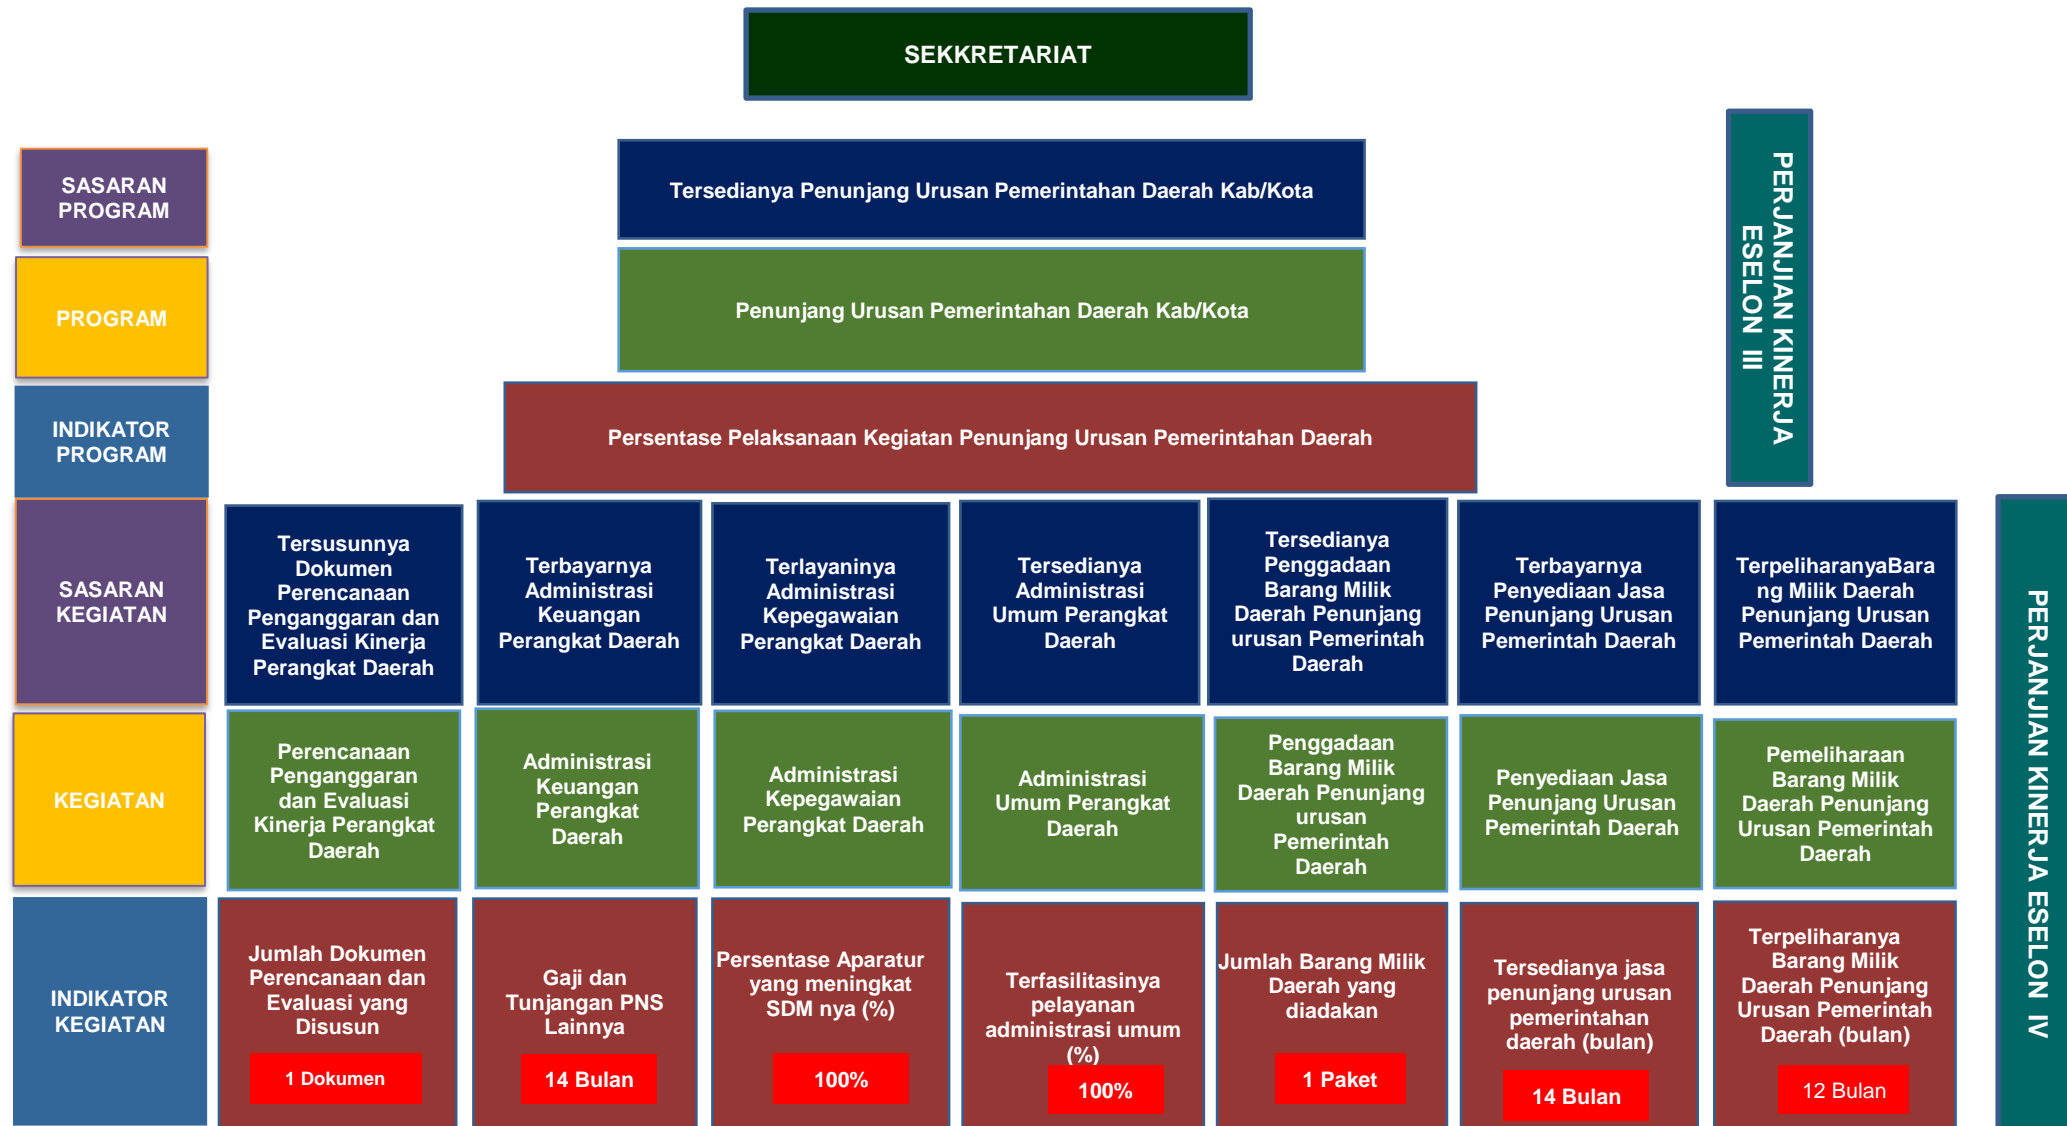 SEKKRETARIAT
PERJANJIAN KINERJA
ESELON III
SASARAN
PROGRAM
Tersedianya Penunjang Urusan Pemerintahan Daerah Kab/Kota
PROGRAM
Penunjang Urusan Pemerintahan Daerah Kab/Kota
INDIKATOR
PROGRAM
Persentase Pelaksanaan Kegiatan Penunjang Urusan Pemerintahan Daerah
PERJANJIAN KINERJA ESELON IV
SASARAN
KEGIATAN
Tersusunnya
Dokumen
Perencanaan
Penganggaran dan
Evaluasi Kinerja
Perangkat Daerah
Terbayarnya
Administrasi
Keuangan
Perangkat Daerah
Terlayaninya
Administrasi
Kepegawaian
Perangkat Daerah
Tersedianya
Administrasi
Umum Perangkat
Daerah
Tersedianya
Penggadaan
Barang Milik
Daerah Penunjang
urusan Pemerintah
Daerah
Terbayarnya
Penyediaan Jasa
Penunjang Urusan
Pemerintah Daerah
TerpeliharanyaBara
ng Milik Daerah
Penunjang Urusan
Pemerintah Daerah
KEGIATAN
Perencanaan
Penganggaran
dan Evaluasi
Kinerja Perangkat
Daerah
Administrasi
Keuangan
Perangkat
Daerah
Administrasi
Kepegawaian
Perangkat Daerah
Administrasi
Umum Perangkat
Daerah
Penggadaan
Barang Milik
Daerah Penunjang
urusan
Pemerintah
Daerah
Penyediaan Jasa
Penunjang Urusan
Pemerintah Daerah
Pemeliharaan
Barang Milik
Daerah Penunjang
Urusan Pemerintah
Daerah
INDIKATOR
KEGIATAN
Jumlah Dokumen
Perencanaan dan
Evaluasi yang
Disusun
1 Dokumen
Gaji dan
Tunjangan PNS
Lainnya
14 Bulan
Persentase Aparatur
yang meningkat
SDM nya (%)
100%
Terfasilitasinya
pelayanan
administrasi umum
(%)
100%
Jumlah Barang Milik
Daerah yang
diadakan
1 Paket
Tersedianya jasa
penunjang urusan
pemerintahan
daerah (bulan)
14 Bulan
Terpeliharanya
Barang Milik
Daerah Penunjang
Urusan Pemerintah
Daerah (bulan)
12 Bulan